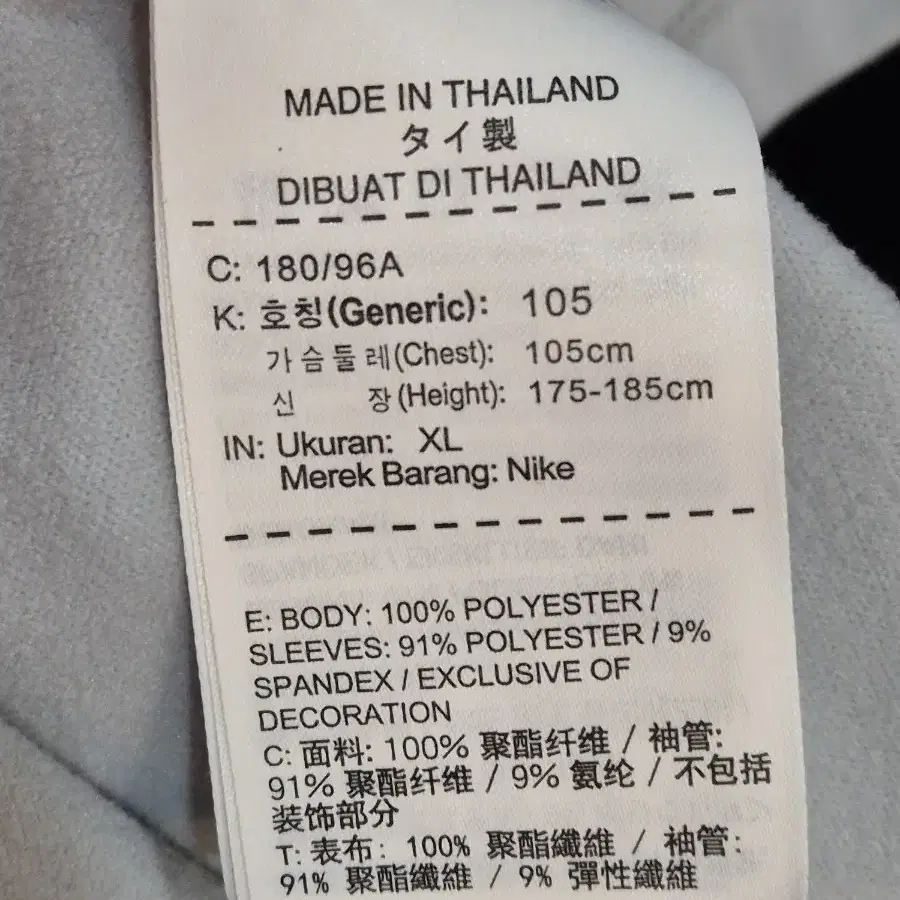 MADE IN THAILAND
タイ製
DIBUAT DI THAILAND
C: 180/96A
K: 호칭(Generic): 105
가슴둘레(Chest): 105cm
신 장(Height): 175-185cm
IN: Ukuran: XL
Merek Barang: Nike
E: BODY: 100% POLYESTER /
SLEEVES: 91% POLYESTER / 9%
SPANDEX / EXCLUSIVE OF
DECORATION
C: 面料: 100% 聚酯纤维 / 袖管:
91% 聚酯纤维 / 9% 氨纶 / 不包括
装饰部分
T: 表布: 100% 聚酯纖維 / 袖管:
91% 聚酯纖維 / 9% 彈性纖維